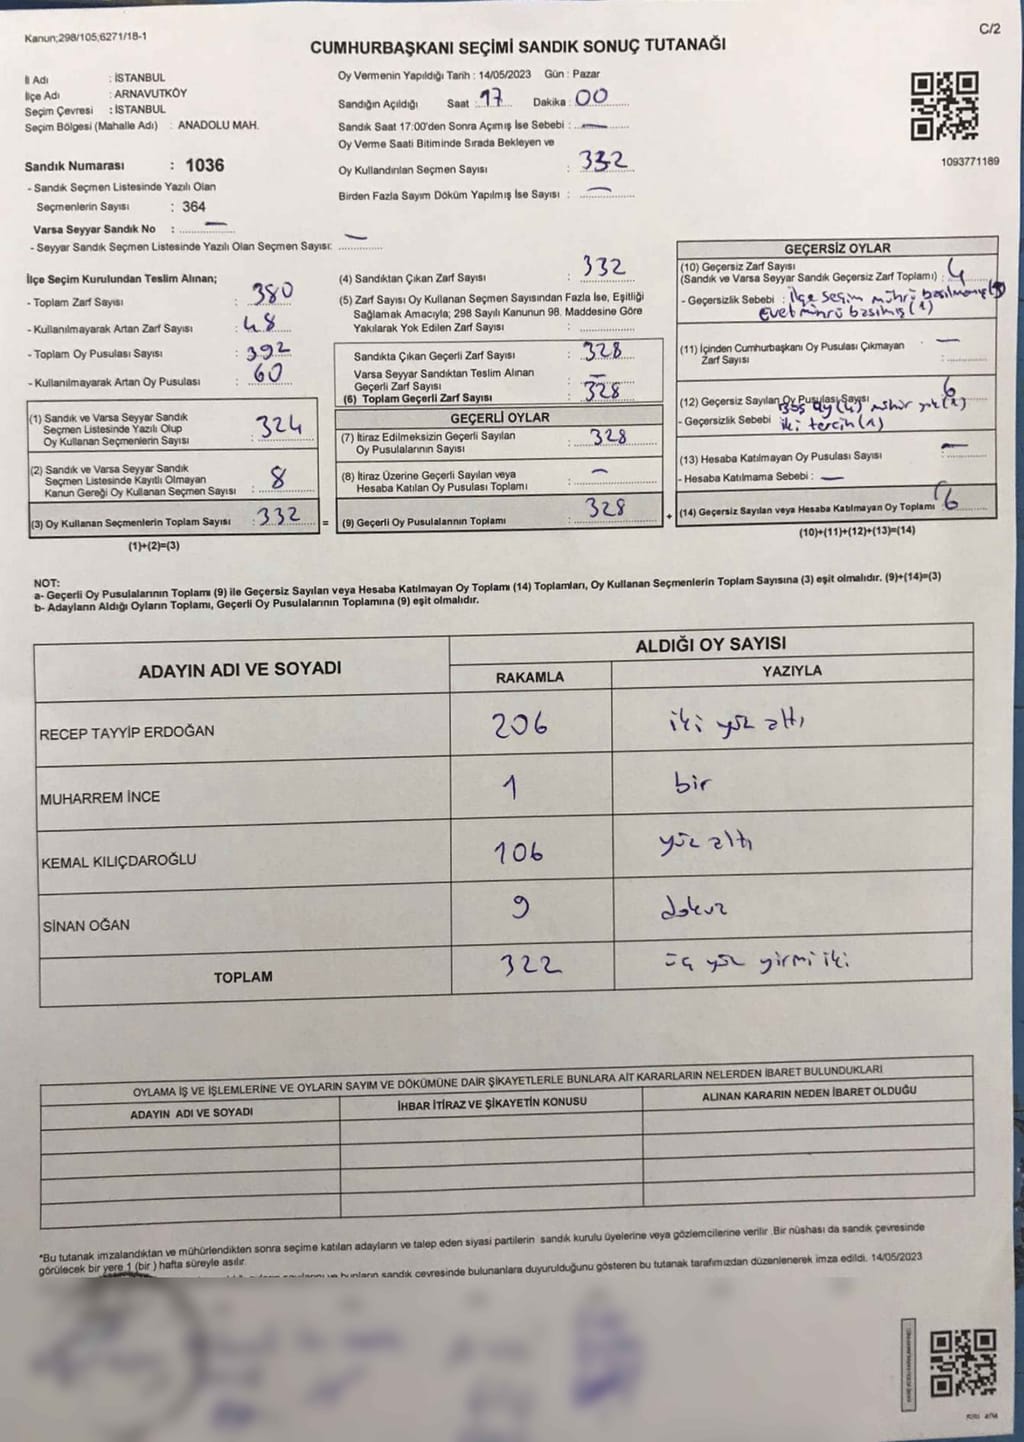 Kanun;298/105,6271/18-1
C/2
CUMHURBAŞKANI SEÇİMİ SANDIK SONUÇ TUTANAĞI
İl Adı : İSTANBUL
İlçe Adı : ARNAVUTKÖY
Seçim Çevresi : İSTANBUL
Seçim Bölgesi (Mahalle Adı) : ANADOLU MAH.
Sandık Numarası : 1036
- Sandık Seçmen Listesinde Yazılı Olan
Seçmenlerin Sayısı : 364
Varsa Seyyar Sandık No : —
- Seyyar Sandık Seçmen Listesinde Yazılı Olan Seçmen Sayısı: —
Oy Vermenin Yapıldığı Tarih : 14/05/2023 Gün : Pazar
Sandığın Açıldığı Saat : 17 Dakika : 00
Sandık Saat 17:00'den Sonra Açımış İse Sebebi : —
Oy Verme Saati Bitiminde Sırada Bekleyen ve
Oy Kullandırılan Seçmen Sayısı : 332
Birden Fazla Sayım Döküm Yapılmış İse Sayısı : —
1093771189
İlçe Seçim Kurulundan Teslim Alınan;
- Toplam Zarf Sayısı : 380
- Kullanılmayarak Artan Zarf Sayısı : 48
- Toplam Oy Pusulası Sayısı : 392
- Kullanılmayarak Artan Oy Pusulası : 60
(1) Sandık ve Varsa Seyyar Sandık
Seçmen Listesinde Yazılı Olup
Oy Kullanan Seçmenlerin Sayısı : 324
(2) Sandık ve Varsa Seyyar Sandık
Seçmen Listesinde Kayıtlı Olmayan
Kanun Gereği Oy Kullanan Seçmen Sayısı : 8
(3) Oy Kullanan Seçmenlerin Toplam Sayısı : 332 =
(1)+(2)=(3)
(4) Sandıktan Çıkan Zarf Sayısı : 332
(5) Zarf Sayısı Oy Kullanan Seçmen Sayısından Fazla İse, Eşitliği
Sağlamak Amacıyla; 298 Sayılı Kanunun 98. Maddesine Göre
Yakılarak Yok Edilen Zarf Sayısı :
Sandıkta Çıkan Geçerli Zarf Sayısı : 328
Varsa Seyyar Sandıktan Teslim Alınan
Geçerli Zarf Sayısı : —
(6) Toplam Geçerli Zarf Sayısı : 328
GEÇERLİ OYLAR
(7) İtiraz Edilmeksizin Geçerli Sayılan
Oy Pusulalarının Sayısı : 328
(8) İtiraz Üzerine Geçerli Sayılan veya
Hesaba Katılan Oy Pusulası Toplamı : —
(9) Geçerli Oy Pusulalarının Toplamı : 328 +
GEÇERSİZ OYLAR
(10) Geçersiz Zarf Sayısı
(Sandık ve Varsa Seyyar Sandık Geçersiz Zarf Toplamı) : 4
- Geçersizlik Sebebi : ilçe seçim mührü basılmamış
Evet mührü basılmış (1)
(11) İçinden Cumhurbaşkanı Oy Pusulası Çıkmayan
Zarf Sayısı : —
(12) Geçersiz Sayılan Oy Pusulası Sayısı 6
- Geçersizlik Sebebi : boş oy (4) mühür yok (1)
iki tercih (1)
(13) Hesaba Katılmayan Oy Pusulası Sayısı : —
- Hesaba Katılmama Sebebi : —
(14) Geçersiz Sayılan veya Hesaba Katılmayan Oy Toplamı : 6
(10)+(11)+(12)+(13)=(14)
NOT:
a- Geçerli Oy Pusulalarının Toplamı (9) ile Geçersiz Sayılan veya Hesaba Katılmayan Oy Toplamı (14) Toplamları, Oy Kullanan Seçmenlerin Toplam Sayısına (3) eşit olmalıdır. (9)+(14)=(3)
b- Adayların Aldığı Oyların Toplamı, Geçerli Oy Pusulalarının Toplamına (9) eşit olmalıdır.
ADAYIN ADI VE SOYADI
ALDIĞI OY SAYISI
RAKAMLA YAZIYLA
RECEP TAYYİP ERDOĞAN 206 iki yüz altı
MUHARREM İNCE 1 bir
KEMAL KILIÇDAROĞLU 106 yüz altı
SİNAN OĞAN 9 dokuz
TOPLAM 322 üç yüz yirmi iki
OYLAMA İŞ VE İŞLEMLERİNE VE OYLARIN SAYIM VE DÖKÜMÜNE DAİR ŞİKAYETLERLE BUNLARA AİT KARARLARIN NELERDEN İBARET BULUNDUKLARI
ADAYIN ADI VE SOYADI İHBAR İTİRAZ VE ŞİKAYETİN KONUSU ALINAN KARARIN NEDEN İBARET OLDUĞU
*Bu tutanak imzalandıktan ve mühürlendikten sonra seçime katılan adayların ve talep eden siyasi partilerin sandık kurulu üyelerine veya gözlemcilerine verilir .Bir nüshası da sandık çevresinde
görülecek bir yere 1 (bir ) hafta süreyle asılır.
bunların sandık çevresinde bulunanlara duyurulduğunu gösteren bu tutanak tarafımızdan düzenlenerek imza edildi. 14/05/2023